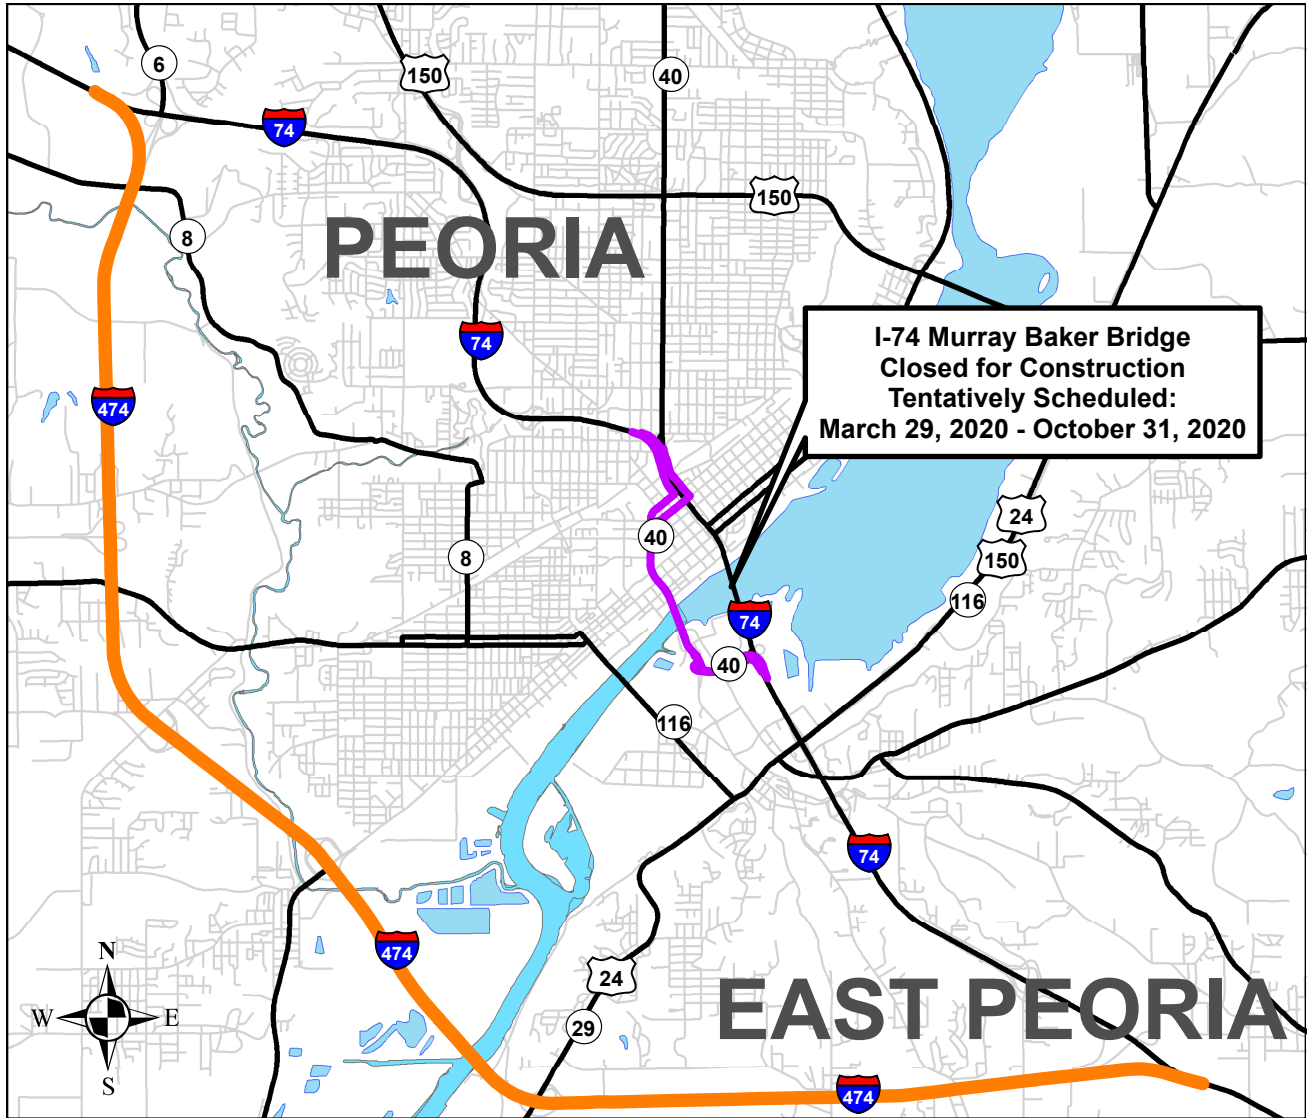 6
150
40
74
150
8
PEORIA
74
I-74 Murray Baker Bridge
Closed for Construction
Tentatively Scheduled:
March 29, 2020 - October 31, 2020
474
24
40
8
150
116
74
40
116
74
474
24
29
EAST PEORIA
N
W
E
S
474